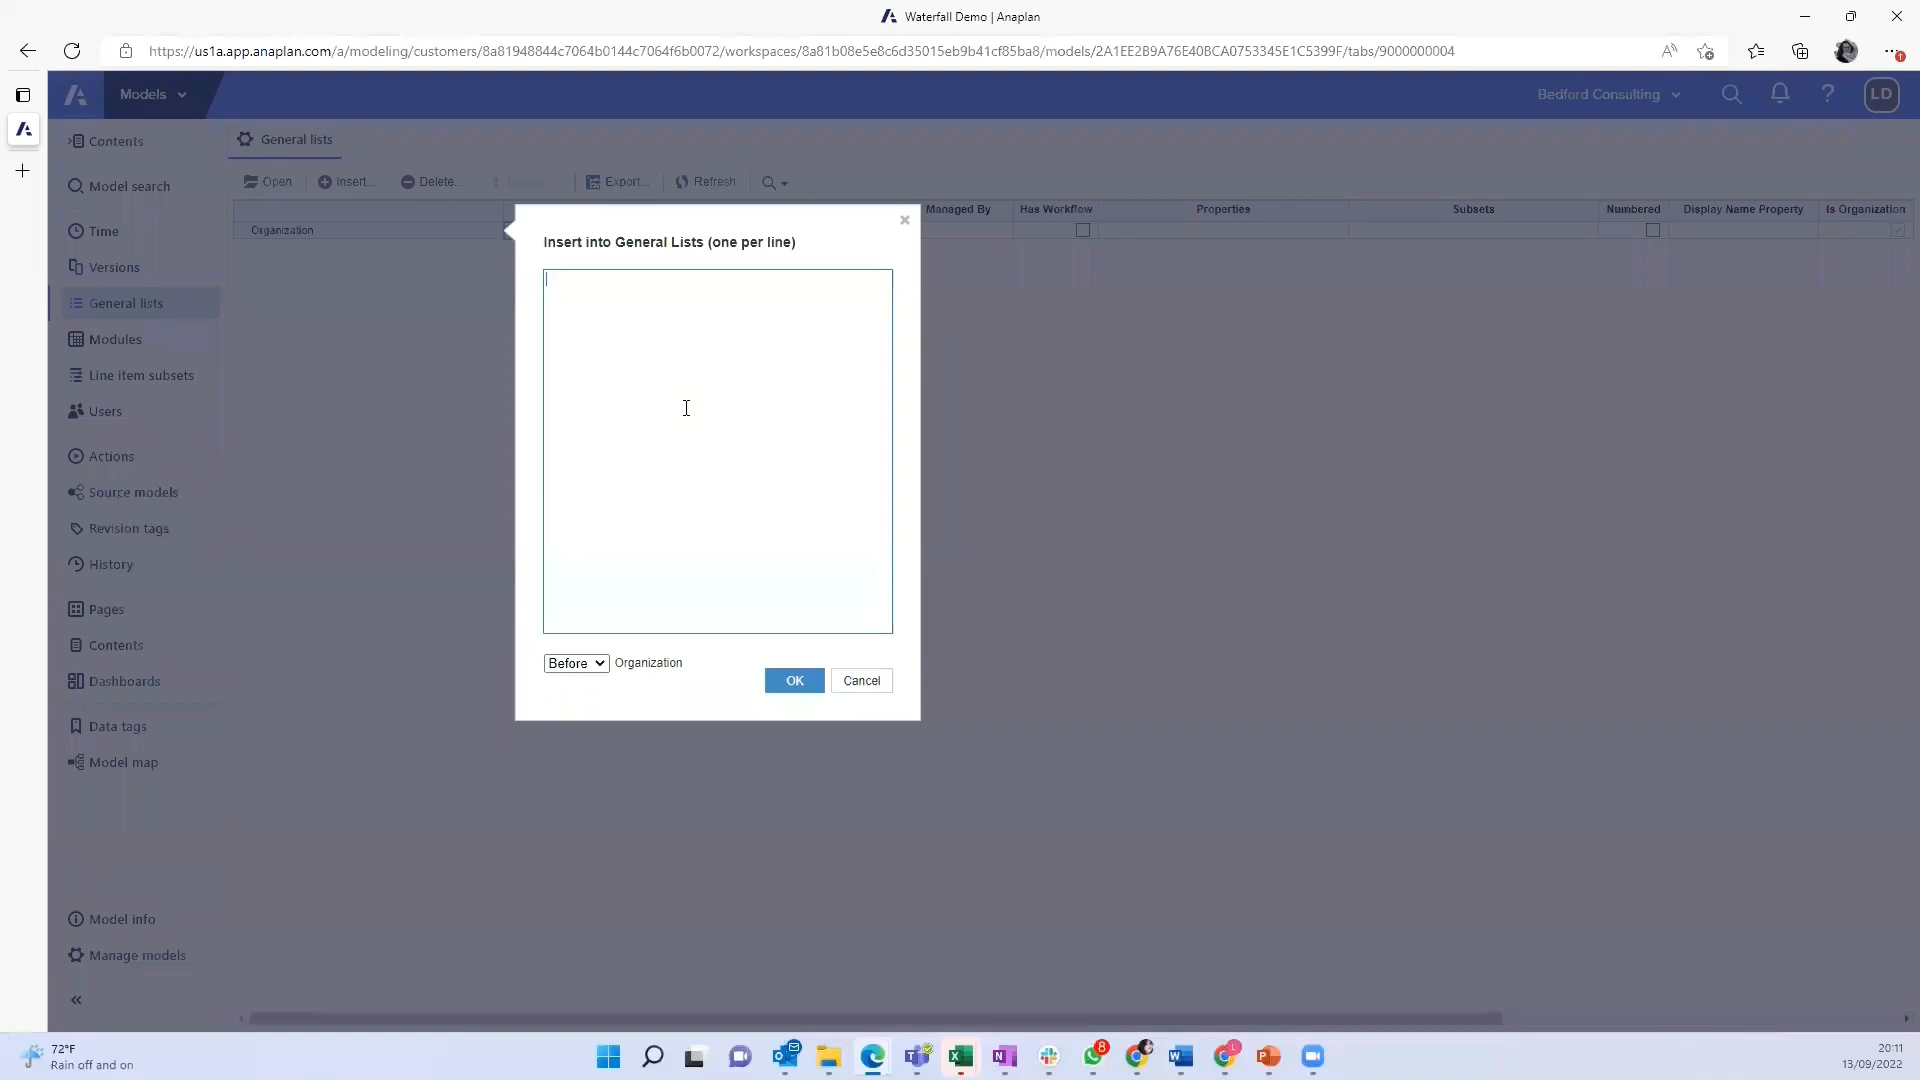 Waterfall Demo | Anaplan
https://us1a.app.anaplan.com/a/modeling/customers/8a81948844c7064b0144c7064f6b0072/workspaces/8a81b08e5e8c6d35015eb9b41cf85ba8/models/2A1EE2B9A76E40BCA0753345E1C5399F/tabs/9000000004
Models
Bedford Consulting
LD
Contents
General lists
Model search
Open Insert... Delete... Export... Refresh
Managed By Has Workflow Properties Subsets Numbered Display Name Property Is Organization
Organization
Insert into General Lists (one per line)
Time
Versions
General lists
Modules
Line item subsets
Users
Actions
Source models
Revision tags
History
Pages
Contents
Dashboards
Before Organization
OK Cancel
Data tags
Model map
Model info
Manage models
72°F
Rain off and on
8
20:11
13/09/2022